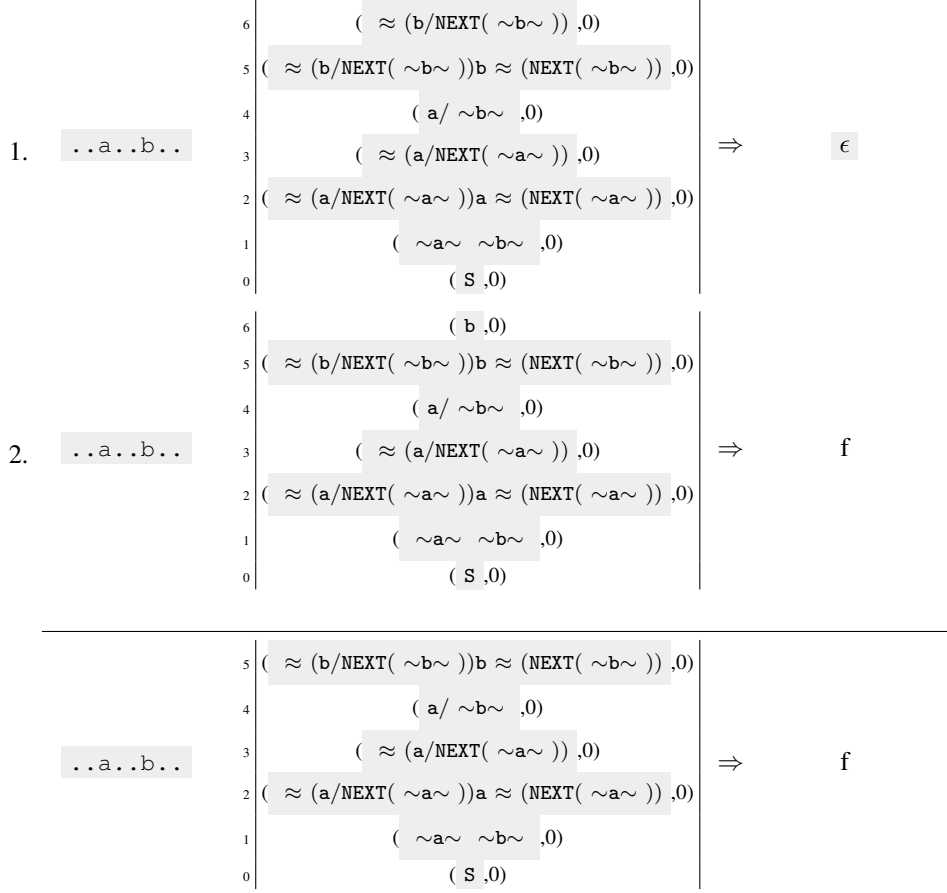 6 ( ≈ (b/NEXT( ∼b∼ )) ,0)
5 ( ≈ (b/NEXT( ∼b∼ ))b ≈ (NEXT( ∼b∼ )) ,0)
4 ( a/ ∼b∼ ,0)
1. ..a..b.. 3 ( ≈ (a/NEXT( ∼a∼ )) ,0) ⇒ ϵ
2 ( ≈ (a/NEXT( ∼a∼ ))a ≈ (NEXT( ∼a∼ )) ,0)
1 ( ∼a∼ ∼b∼ ,0)
0 ( S ,0)
6 ( b ,0)
5 ( ≈ (b/NEXT( ∼b∼ ))b ≈ (NEXT( ∼b∼ )) ,0)
4 ( a/ ∼b∼ ,0)
2. ..a..b.. 3 ( ≈ (a/NEXT( ∼a∼ )) ,0) ⇒ f
2 ( ≈ (a/NEXT( ∼a∼ ))a ≈ (NEXT( ∼a∼ )) ,0)
1 ( ∼a∼ ∼b∼ ,0)
0 ( S ,0)
5 ( ≈ (b/NEXT( ∼b∼ ))b ≈ (NEXT( ∼b∼ )) ,0)
4 ( a/ ∼b∼ ,0)
..a..b.. 3 ( ≈ (a/NEXT( ∼a∼ )) ,0) ⇒ f
2 ( ≈ (a/NEXT( ∼a∼ ))a ≈ (NEXT( ∼a∼ )) ,0)
1 ( ∼a∼ ∼b∼ ,0)
0 ( S ,0)